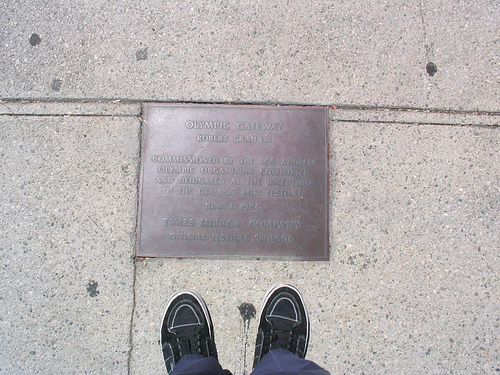 OLYMPIC GATEWAY
ROBERT GRAHAM
COMMISSIONED BY THE LOS ANGELES
OLYMPIC ORGANIZING COMMITTEE
AND DEDICATED AT THE INCEPTION
OF THE OLYMPIC ARTS FESTIVAL
JUNE 1, 1984
TIMES MIRROR COMPANY
OFFICIAL FESTIVAL SPONSOR